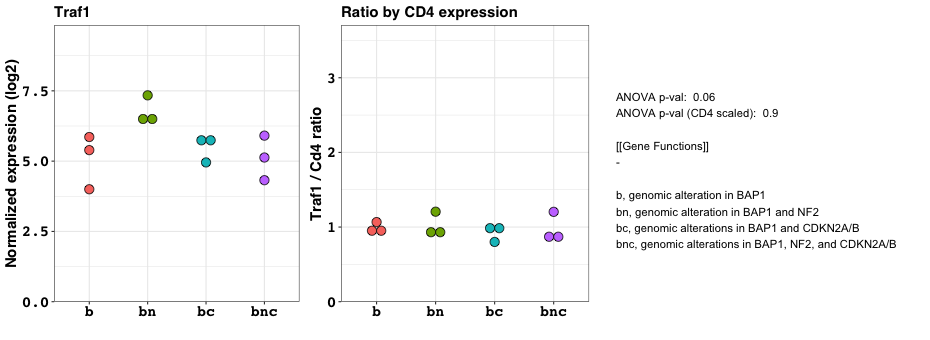 Traf1
Normalized expression (log2)
7.5
5.0
2.5
0.0
b bn bc bnc
Ratio by CD4 expression
Traf1 / Cd4 ratio
3
2
1
0
b bn bc bnc
ANOVA p-val: 0.06
ANOVA p-val (CD4 scaled): 0.9
[[Gene Functions]]
-
b, genomic alteration in BAP1
bn, genomic alteration in BAP1 and NF2
bc, genomic alterations in BAP1 and CDKN2A/B
bnc, genomic alterations in BAP1, NF2, and CDKN2A/B